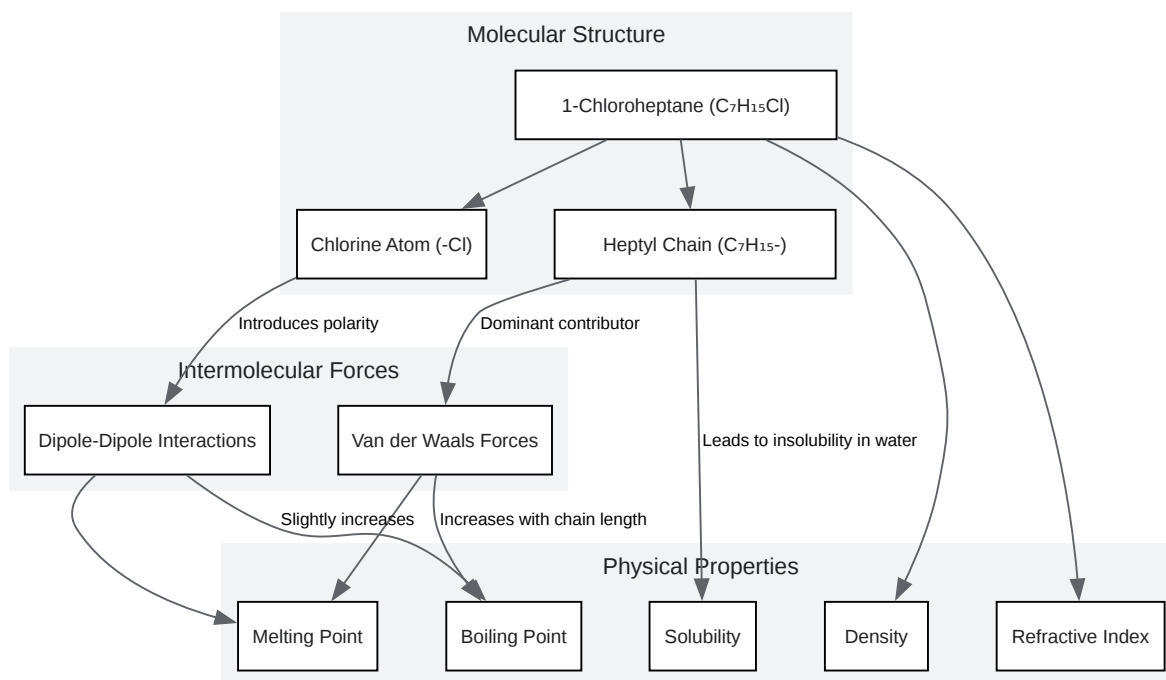 Molecular Structure
1-Chloroheptane (C₇H₁₅Cl)
Chlorine Atom (-Cl)
Heptyl Chain (C₇H₁₅-)
Introduces polarity
Dominant contributor
Intermolecular Forces
Dipole-Dipole Interactions
Van der Waals Forces
Leads to insolubility in water
Slightly increases
Increases with chain length
Physical Properties
Melting Point
Boiling Point
Solubility
Density
Refractive Index